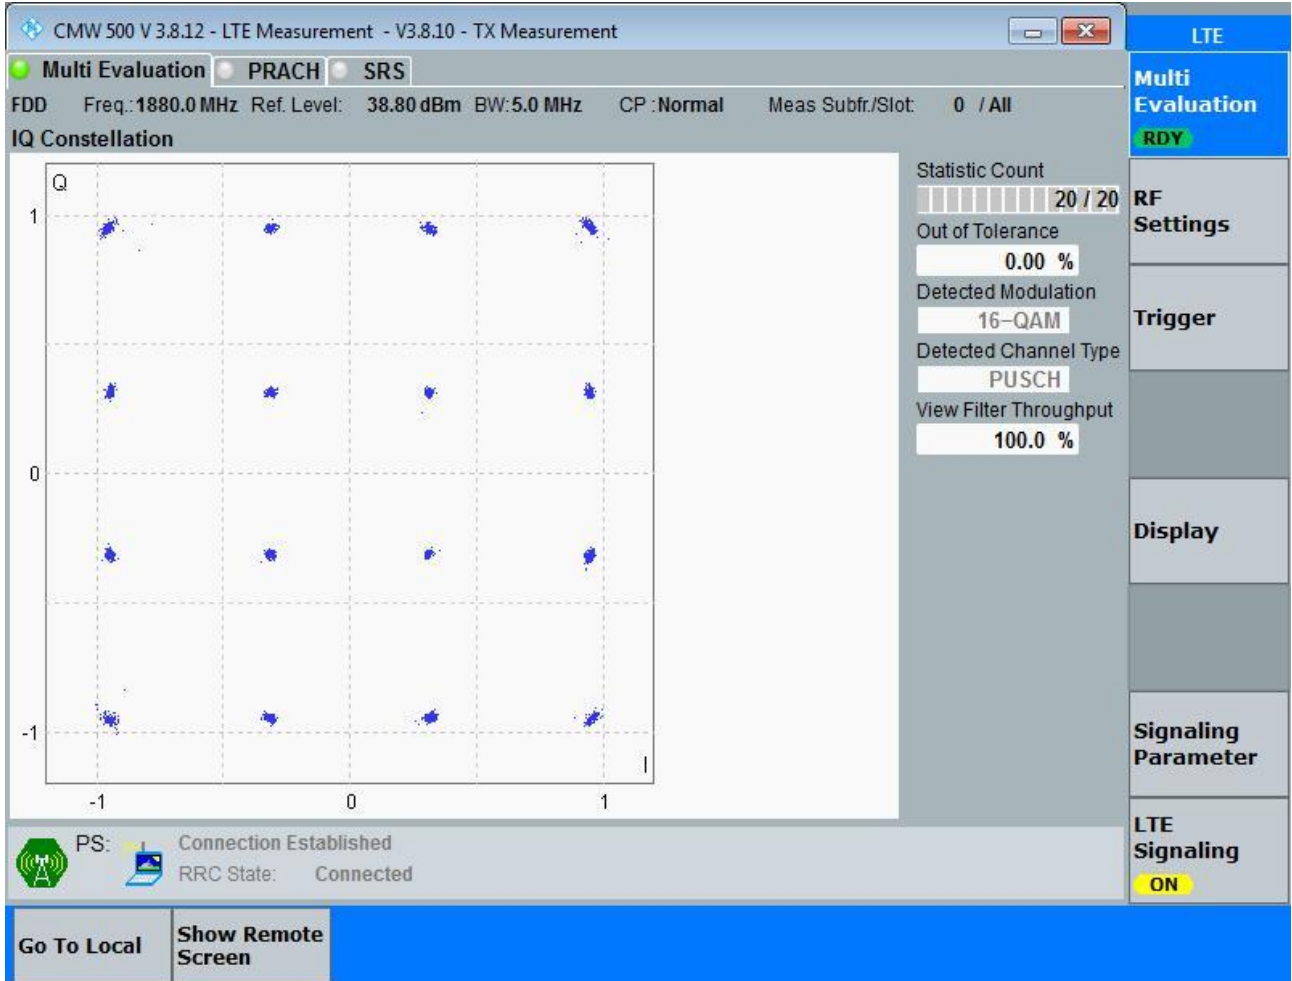 CMW 500 V 3.8.12 - LTE Measurement - V3.8.10 - TX Measurement
LTE
Multi Evaluation PRACH SRS
FDD Freq.:1880.0 MHz Ref. Level: 38.80 dBm BW:5.0 MHz CP :Normal Meas Subfr./Slot: 0 / All
IQ Constellation
Q
1
0
-1
-1 0 1
I
Statistic Count
20 / 20
Out of Tolerance
0.00 %
Detected Modulation
16-QAM
Detected Channel Type
PUSCH
View Filter Throughput
100.0 %
Multi
Evaluation
RDY
RF
Settings
Trigger
Display
Signaling
Parameter
LTE
Signaling
ON
PS: Connection Established
RRC State: Connected
Go To Local
Show Remote
Screen